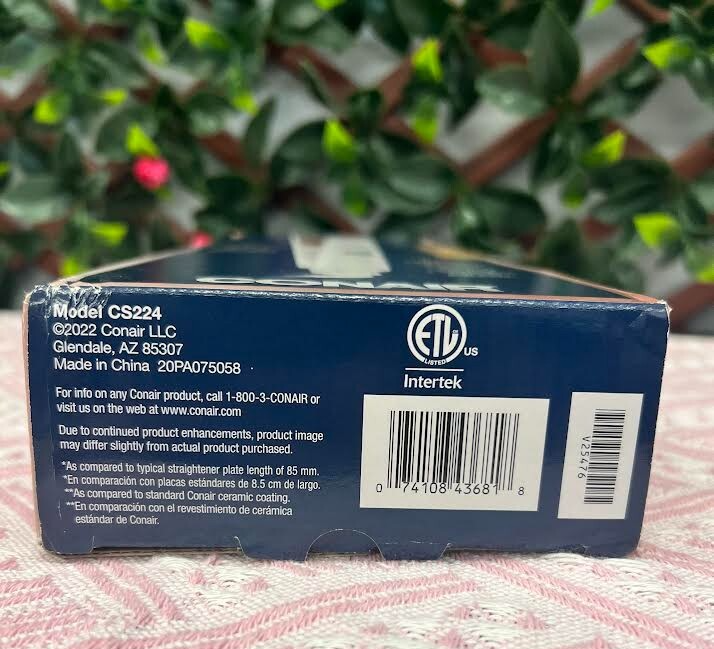 CONAIR
Model CS224
©2022 Conair LLC
Glendale, AZ 85307
Made in China 20PA075058
For info on any Conair product, call 1-800-3-CONAIR or
visit us on the web at www.conair.com
Due to continued product enhancements, product image
may differ slightly from actual product purchased.
*As compared to typical straightener plate length of 85 mm.
*En comparación con placas estándares de 8.5 cm de largo.
**As compared to standard Conair ceramic coating.
**En comparación con el revestimiento de cerámica
estándar de Conair.
ETL
LISTED
US
Intertek
0 74108 43681 8
V25476